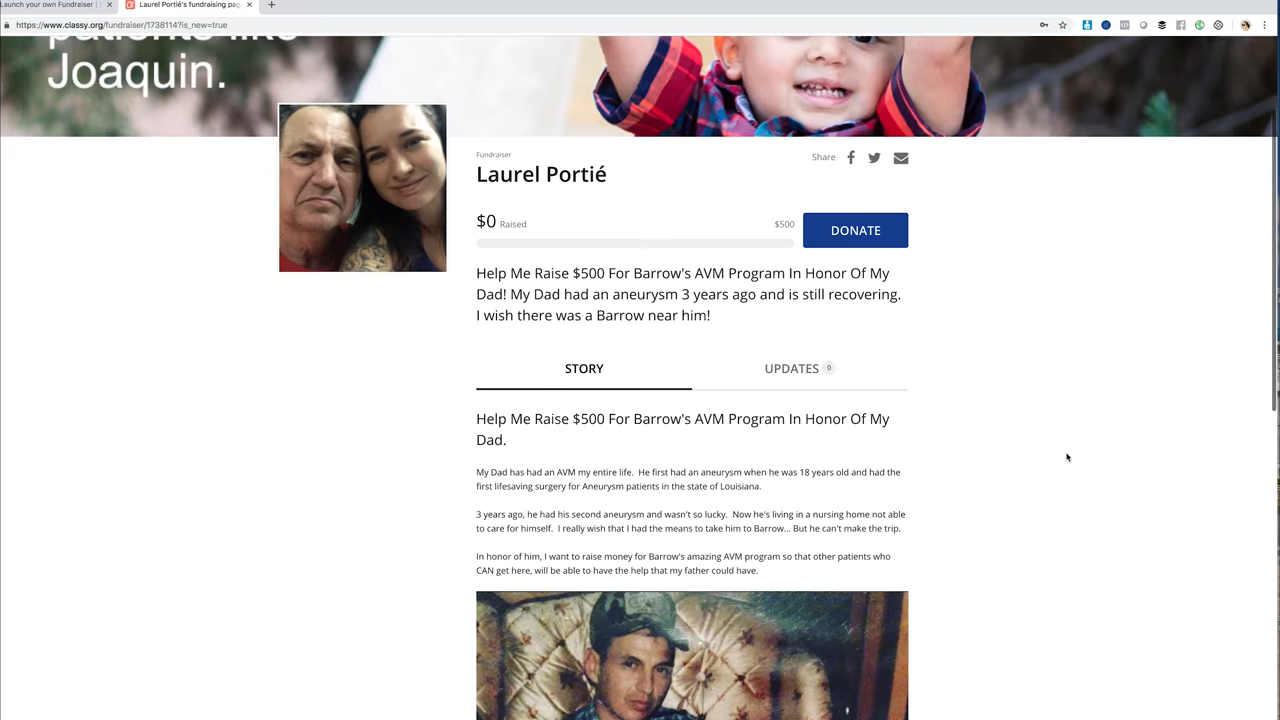 Launch your own Fundraiser |
Laurel Portié's fundraising pag
https://www.classy.org/fundraiser/1738114?is_new=true
patients like
Joaquin.
Fundraiser
Share
Laurel Portié
$0 Raised
$500
DONATE
Help Me Raise $500 For Barrow's AVM Program In Honor Of My
Dad! My Dad had an aneurysm 3 years ago and is still recovering.
I wish there was a Barrow near him!
STORY
UPDATES 0
Help Me Raise $500 For Barrow's AVM Program In Honor Of My
Dad.
My Dad has had an AVM my entire life. He first had an aneurysm when he was 18 years old and had the
first lifesaving surgery for Aneurysm patients in the state of Louisiana.
3 years ago, he had his second aneurysm and wasn't so lucky. Now he's living in a nursing home not able
to care for himself. I really wish that I had the means to take him to Barrow... But he can't make the trip.
In honor of him, I want to raise money for Barrow's amazing AVM program so that other patients who
CAN get here, will be able to have the help that my father could have.